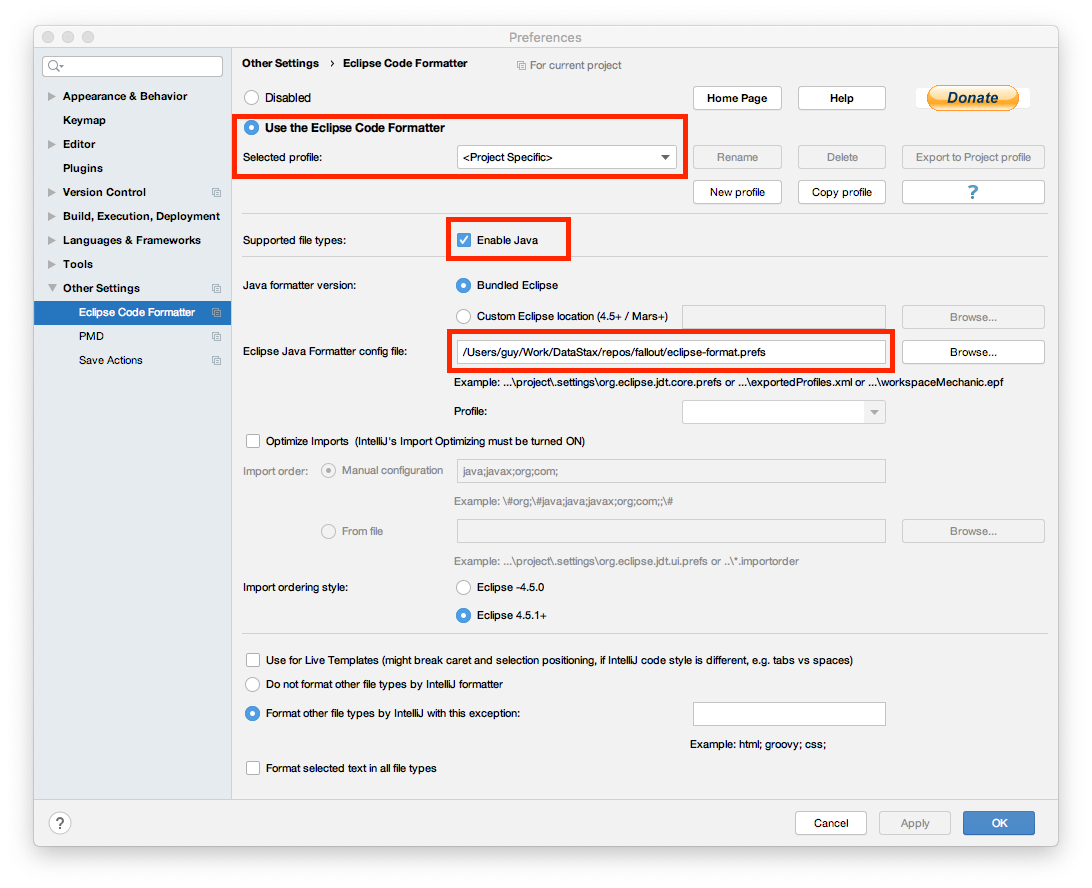 Preferences
Other Settings › Eclipse Code Formatter For current project
Appearance & Behavior
Keymap
Editor
Plugins
Version Control
Build, Execution, Deployment
Languages & Frameworks
Tools
Other Settings
Eclipse Code Formatter
PMD
Save Actions
Disabled Home Page Help Donate
Use the Eclipse Code Formatter
Selected profile: <Project Specific> Rename Delete Export to Project profile
New profile Copy profile ?
Supported file types: Enable Java
Java formatter version: Bundled Eclipse
Custom Eclipse location (4.5+ / Mars+) Browse...
Eclipse Java Formatter config file: /Users/guy/Work/DataStax/repos/fallout/eclipse-format.prefs Browse...
Example: ...\project\.settings\org.eclipse.jdt.core.prefs or ...\exportedProfiles.xml or ...\workspaceMechanic.epf
Profile:
Optimize Imports (IntelliJ's Import Optimizing must be turned ON)
Import order: Manual configuration java;javax;org;com;
Example: \#org;\#java;java;javax;org;com;;\#
From file Browse...
Example: ...\project\.settings\org.eclipse.jdt.ui.prefs or ..\*.importorder
Import ordering style: Eclipse -4.5.0
Eclipse 4.5.1+
Use for Live Templates (might break caret and selection positioning, if IntelliJ code style is different, e.g. tabs vs spaces)
Do not format other file types by IntelliJ formatter
Format other file types by IntelliJ with this exception:
Example: html; groovy; css;
Format selected text in all file types
? Cancel Apply OK